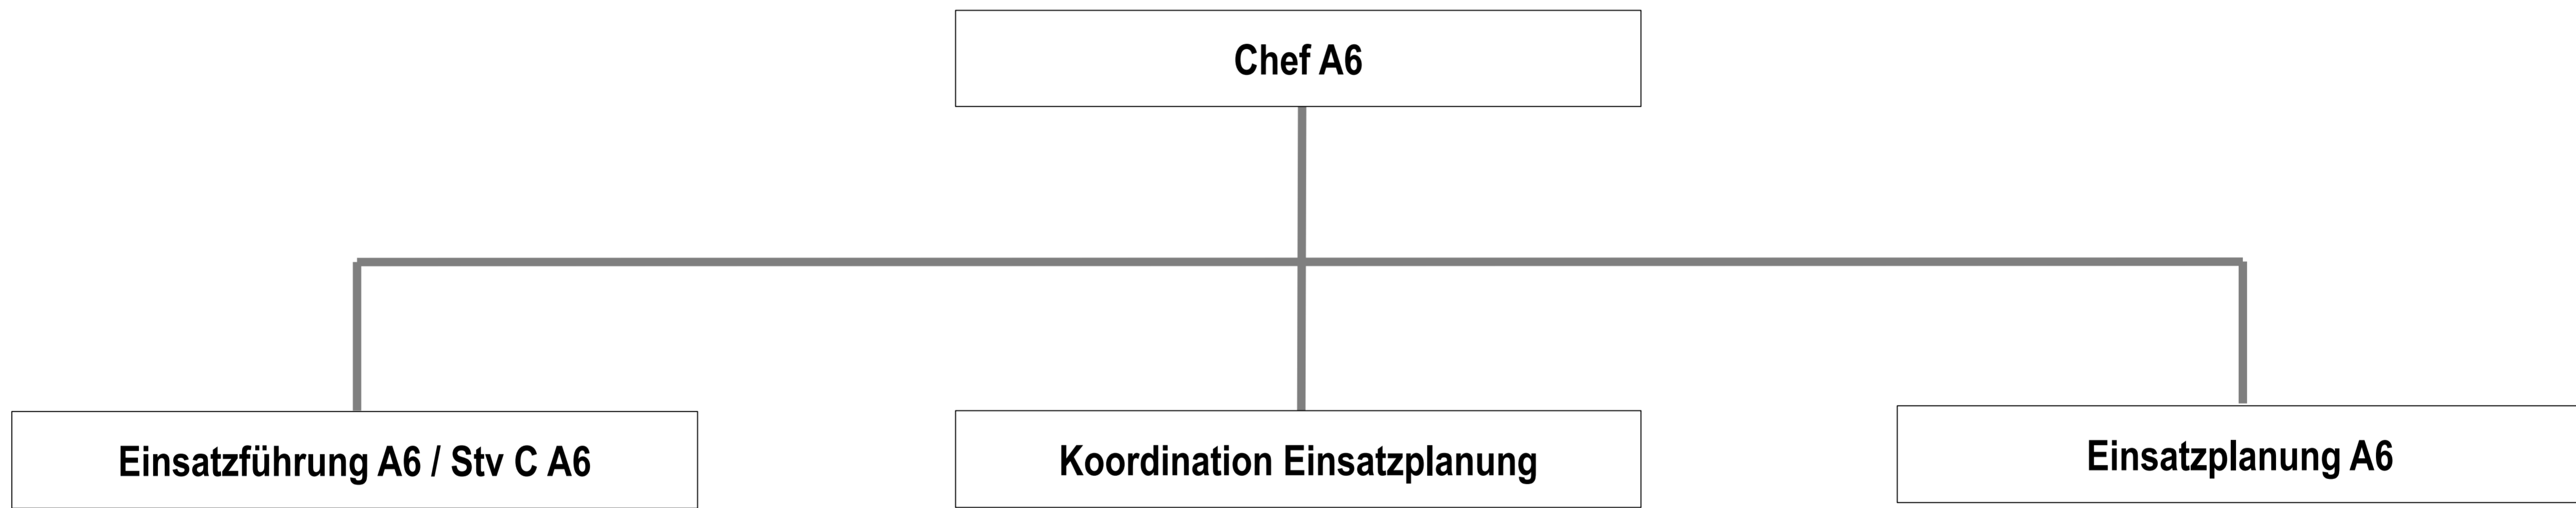 Chef A6
Einsatzführung A6 / Stv C A6
Koordination Einsatzplanung
Einsatzplanung A6